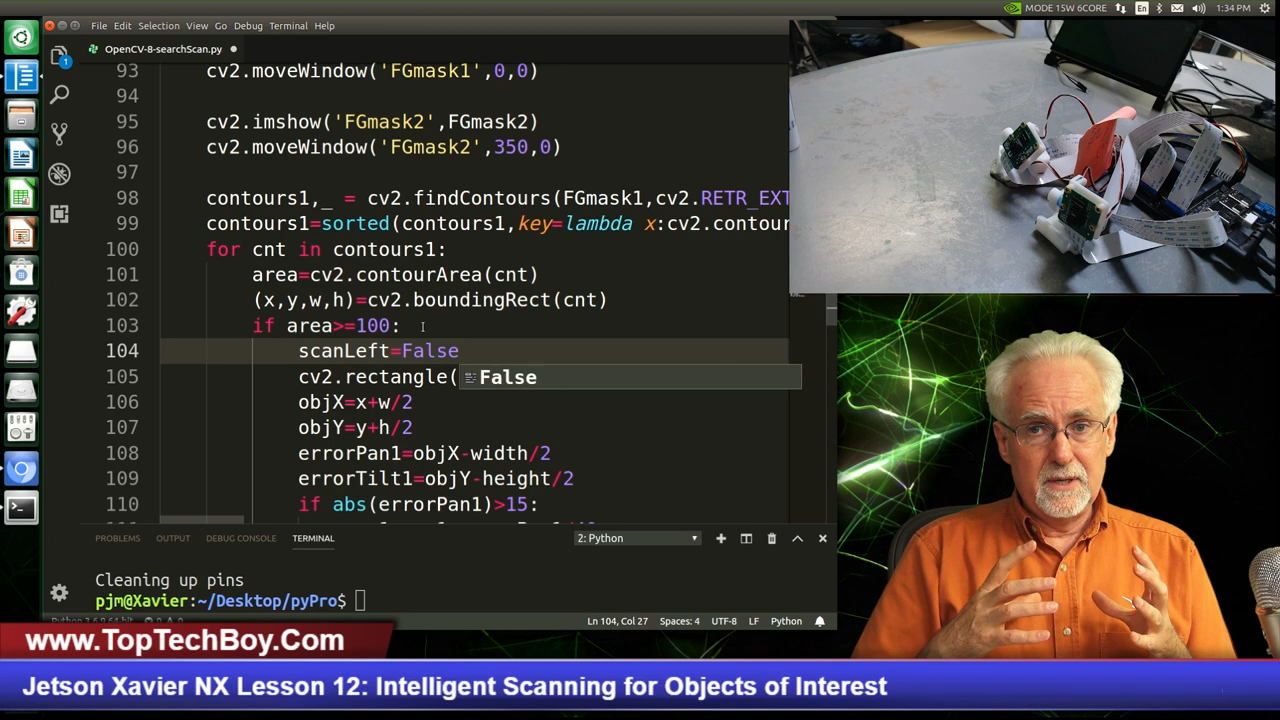 File Edit Selection View Go Debug Terminal Help
MODE 15W 6CORE
En
1:34 PM
OpenCV-8-searchScan.py
1
93 cv2.moveWindow('FGmask1',0,0)
94
95 cv2.imshow('FGmask2',FGmask2)
96 cv2.moveWindow('FGmask2',350,0)
97
98 contours1,_ = cv2.findContours(FGmask1,cv2.RETR_EXT
99 contours1=sorted(contours1,key=lambda x:cv2.contour
100 for cnt in contours1:
101 area=cv2.contourArea(cnt)
102 (x,y,w,h)=cv2.boundingRect(cnt)
103 if area>=100:
104 scanLeft=False
105 cv2.rectangle(
False
106 objX=x+w/2
107 objY=y+h/2
108 errorPan1=objX-width/2
109 errorTilt1=objY-height/2
110 if abs(errorPan1)>15:
PROBLEMS OUTPUT DEBUG CONSOLE TERMINAL
2: Python
Cleaning up pins
pjm@Xavier:~/Desktop/pyPro$
Ln 104, Col 27 Spaces: 4 UTF-8 LF Python
www.TopTechBoy.Com
Jetson Xavier NX Lesson 12: Intelligent Scanning for Objects of Interest